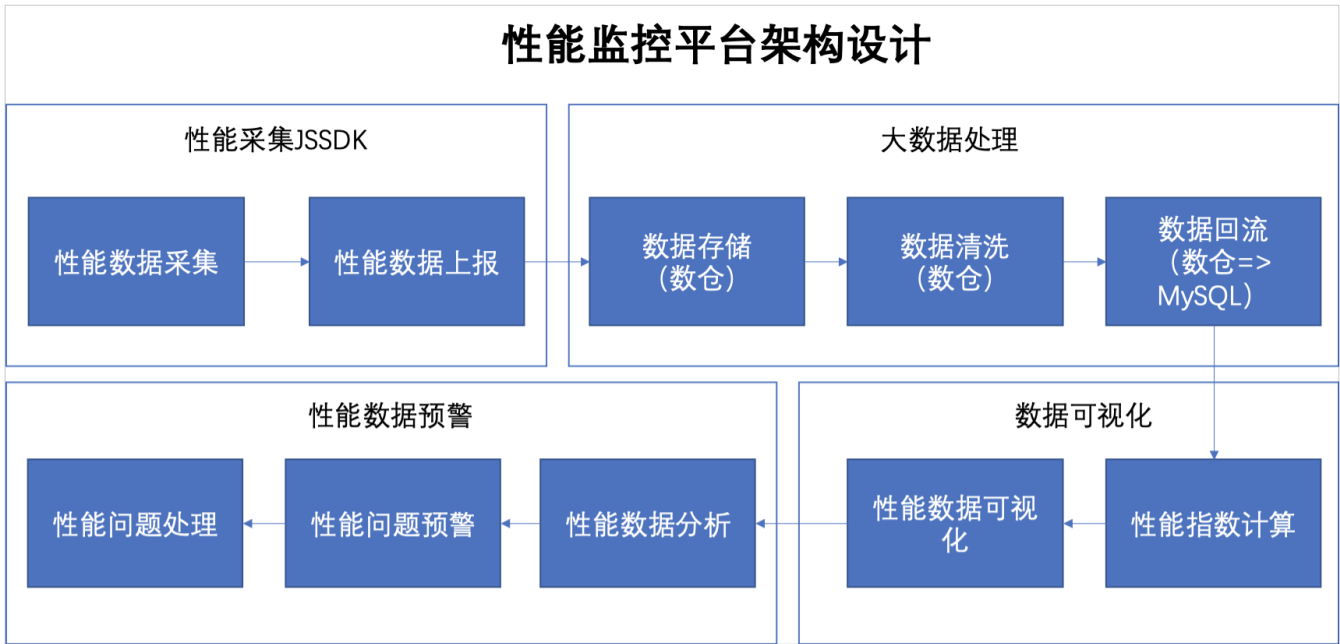 性能监控平台架构设计
性能采集JSSDK
性能数据采集
性能数据上报
大数据处理
数据存储
（数仓）
数据清洗
（数仓）
数据回流
（数仓=>
MySQL）
数据可视化
性能指数计算
性能数据可视
化
性能数据预警
性能数据分析
性能问题预警
性能问题处理